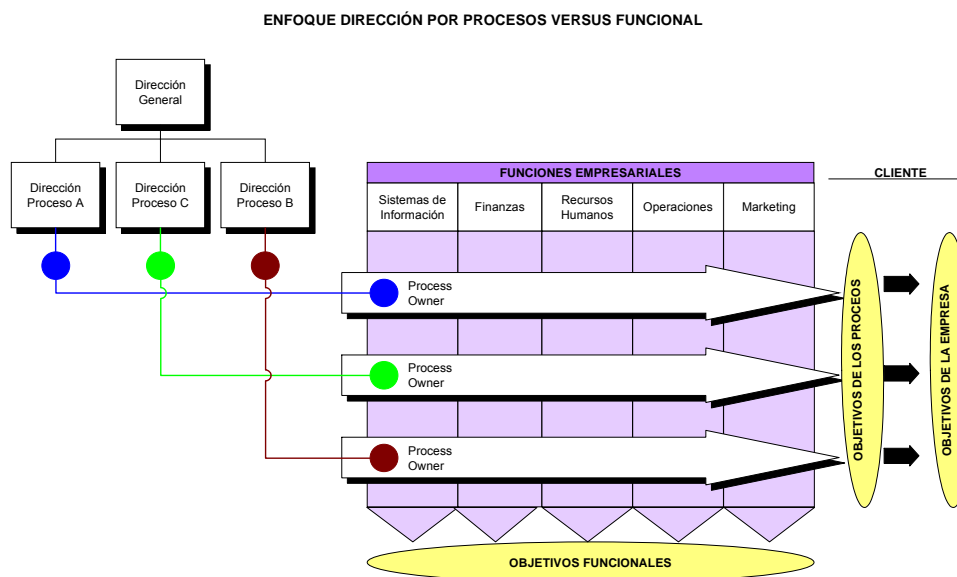 ENFOQUE DIRECCIÓN POR PROCESOS VERSUS FUNCIONAL
Dirección
General
Dirección
Proceso A
Dirección
Proceso C
Dirección
Proceso B
FUNCIONES EMPRESARIALES
CLIENTE
Sistemas de
Información
Finanzas
Recursos
Humanos
Operaciones
Marketing
Process
Owner
Process
Owner
Process
Owner
OBJETIVOS DE LOS PROCEOS
OBJETIVOS DE LA EMPRESA
OBJETIVOS FUNCIONALES